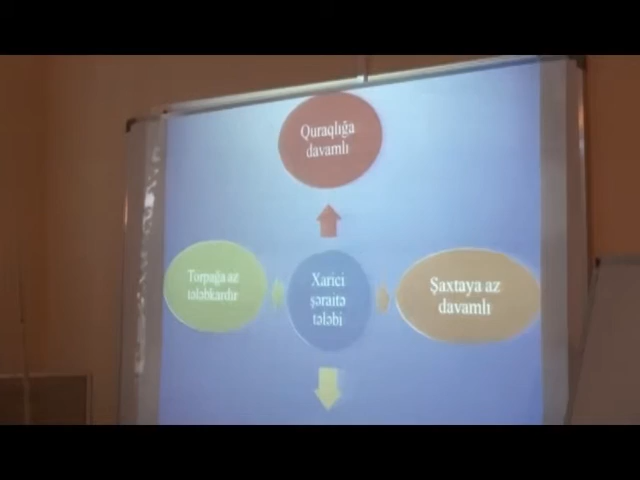 Quraqlığa
davamlı
Torpağa az
tələbkardır
Xarici
şəraitə
tələbi
Şaxtaya az
davamlı